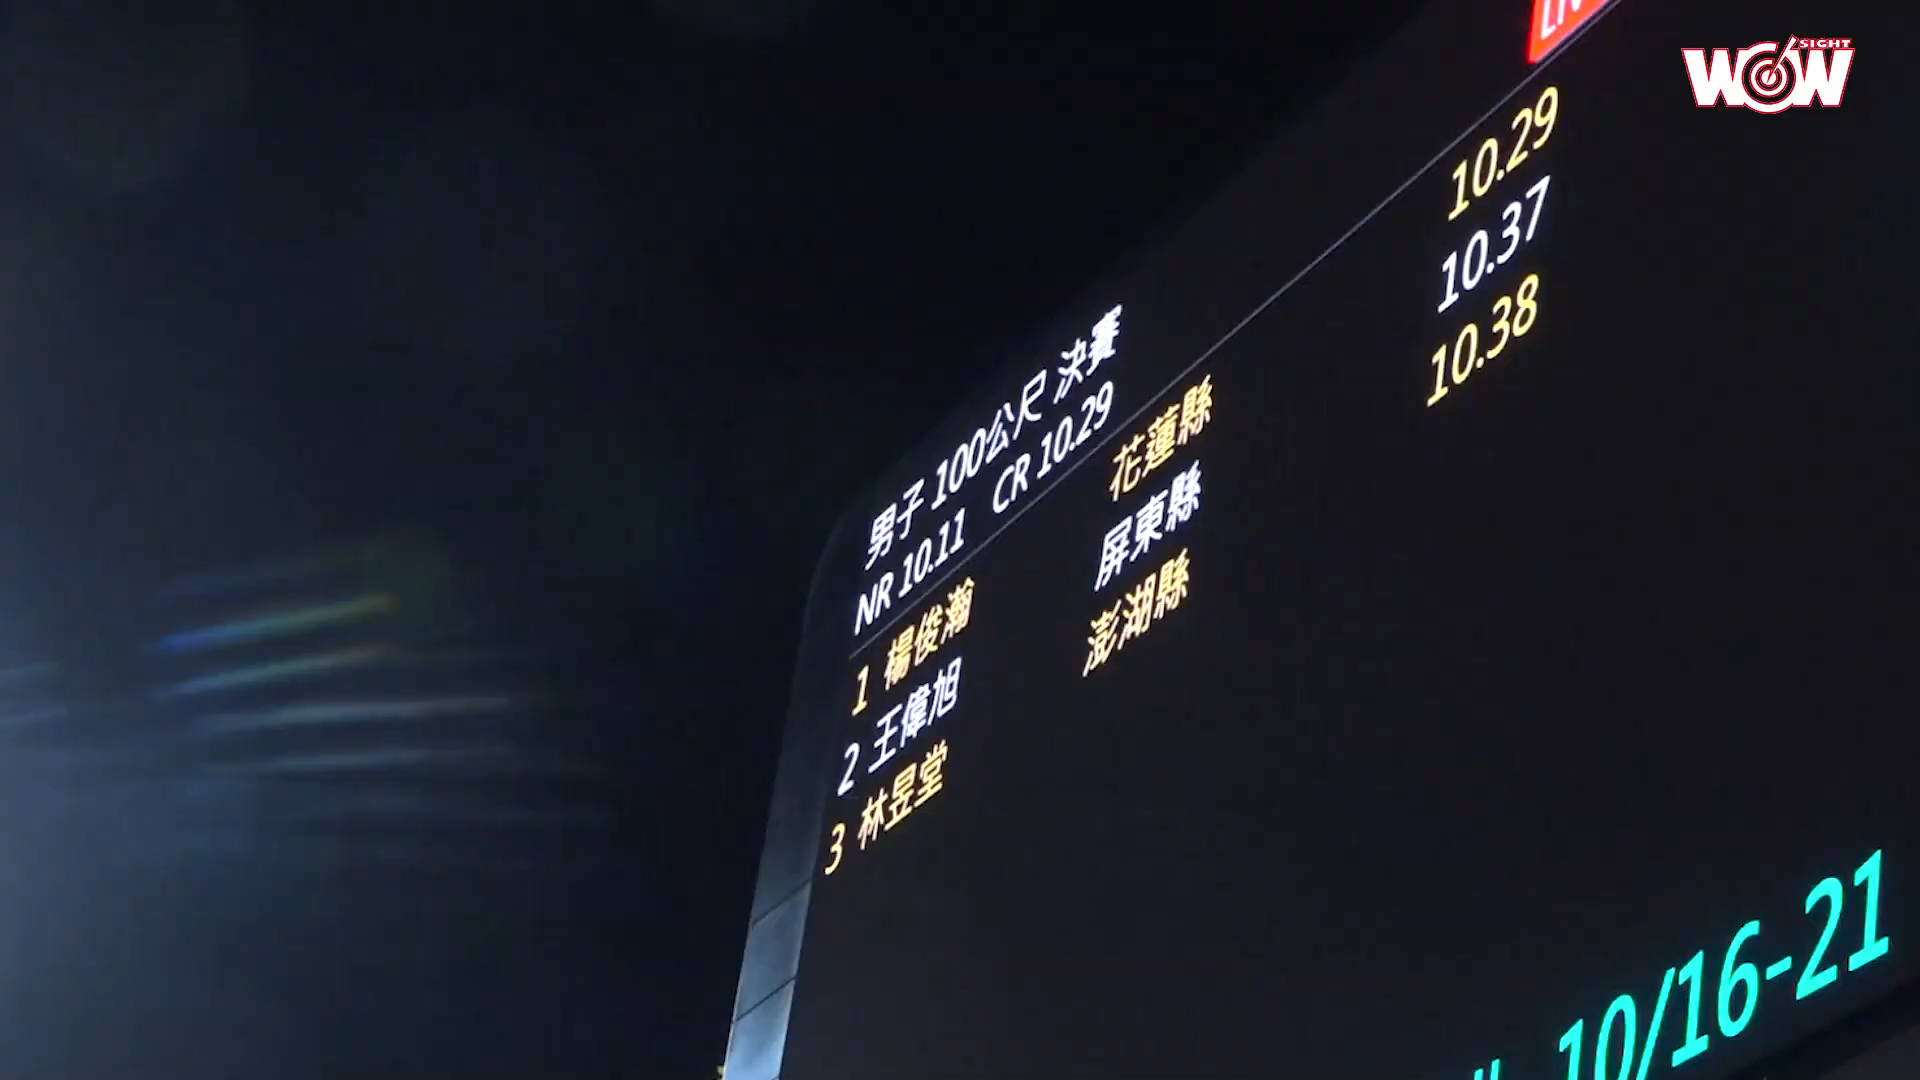 WOW SIGHT
男子 100公尺 決賽
NR 10.11 CR 10.29
1 楊俊瀚 花蓮縣 10.29
2 王偉旭 屏東縣 10.37
3 林昱堂 澎湖縣 10.38
10/16-21